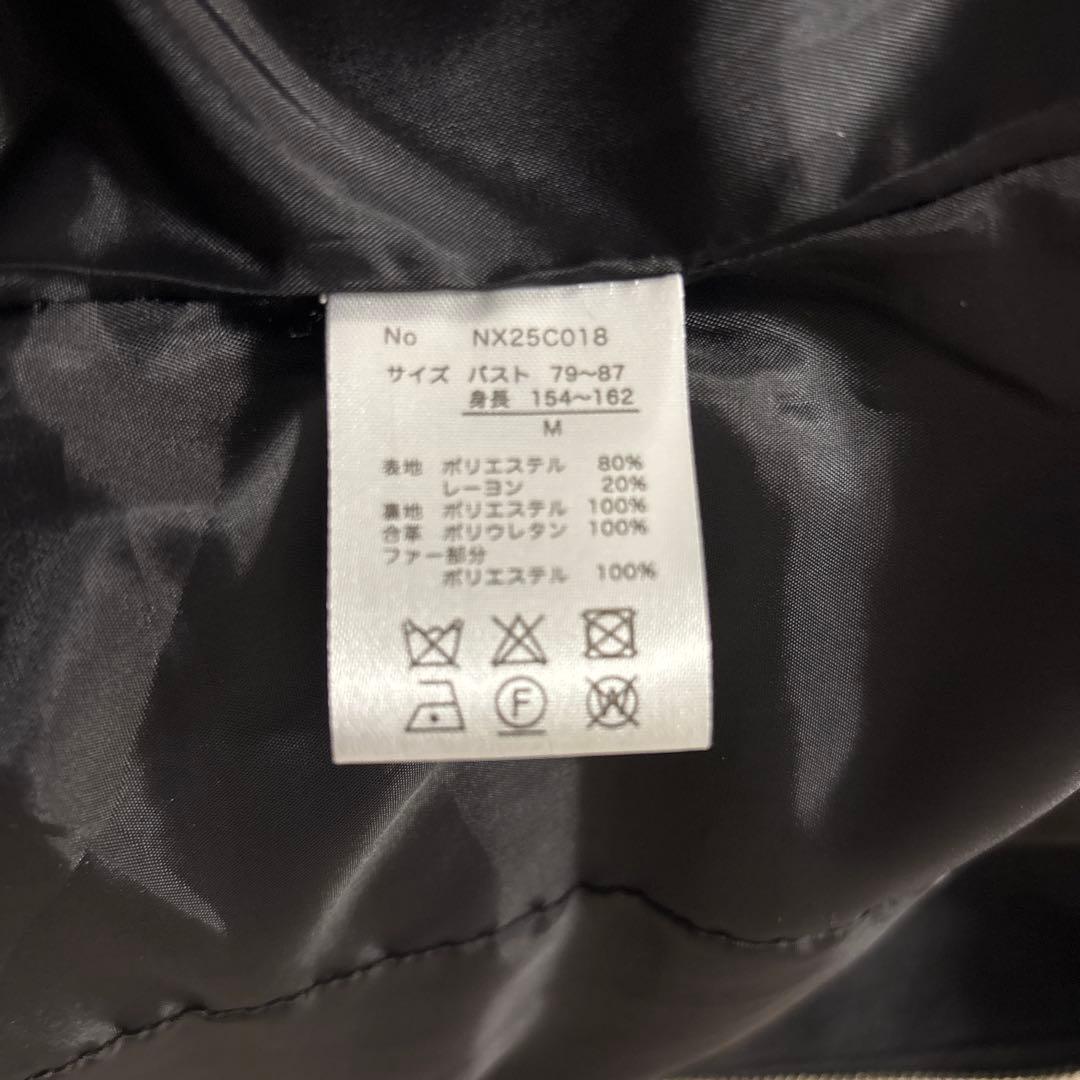 No NX25C018
サイズ バスト 79～87
身長 154～162
M
表地 ポリエステル 80%
レーヨン 20%
裏地 ポリエステル 100%
合革 ポリウレタン 100%
ファー部分
ポリエステル 100%
F W